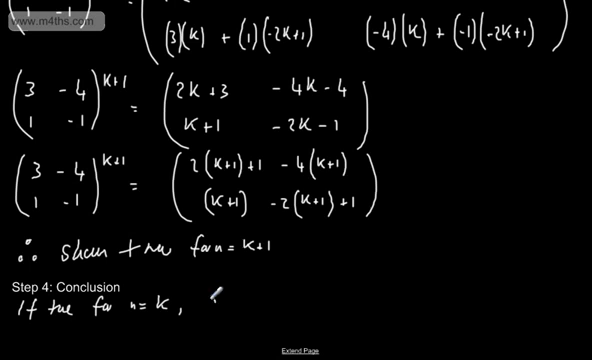 www.m4ths.com
1 -1
(3)(k) + (1)(-2k+1) (-4)(k) + (-1)(-2k+1)
(3 -4
1 -1)^k+1 = (2k+3 -4k-4
k+1 -2k-1)
(3 -4
1 -1)^k+1 = (2(k+1)+1 -4(k+1)
(k+1) -2(k+1)+1)
∴ shown true for n = k+1
Step 4: Conclusion
If true for n = k,
Extend Page